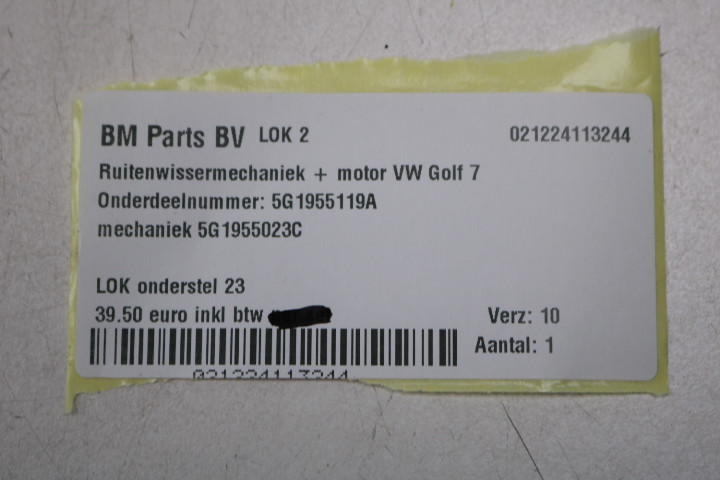 BM Parts BV LOK 2 021224113244
Ruitenwissermechaniek + motor VW Golf 7
Onderdeelnummer: 5G1955119A
mechaniek 5G1955023C
LOK onderstel 23
39.50 euro inkl btw Verz: 10
Aantal: 1
021224113244